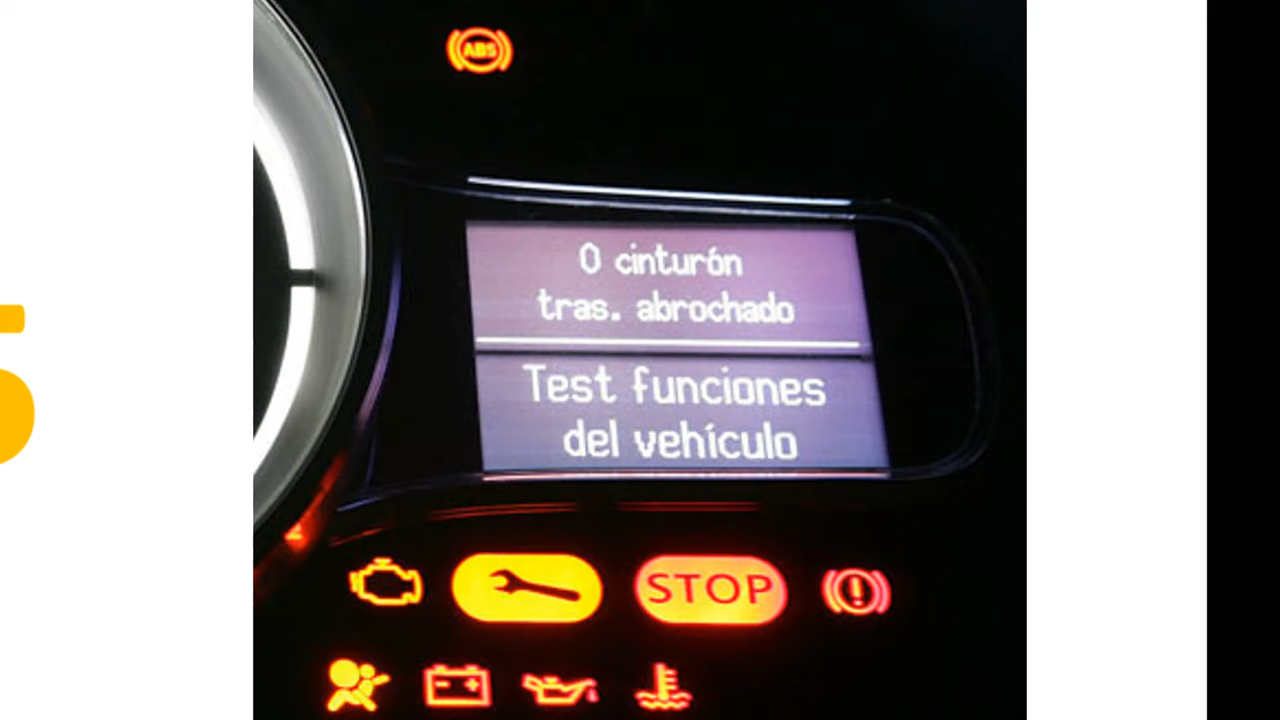 ABS
0 cinturón
tras. abrochado
Test funciones
del vehículo
STOP